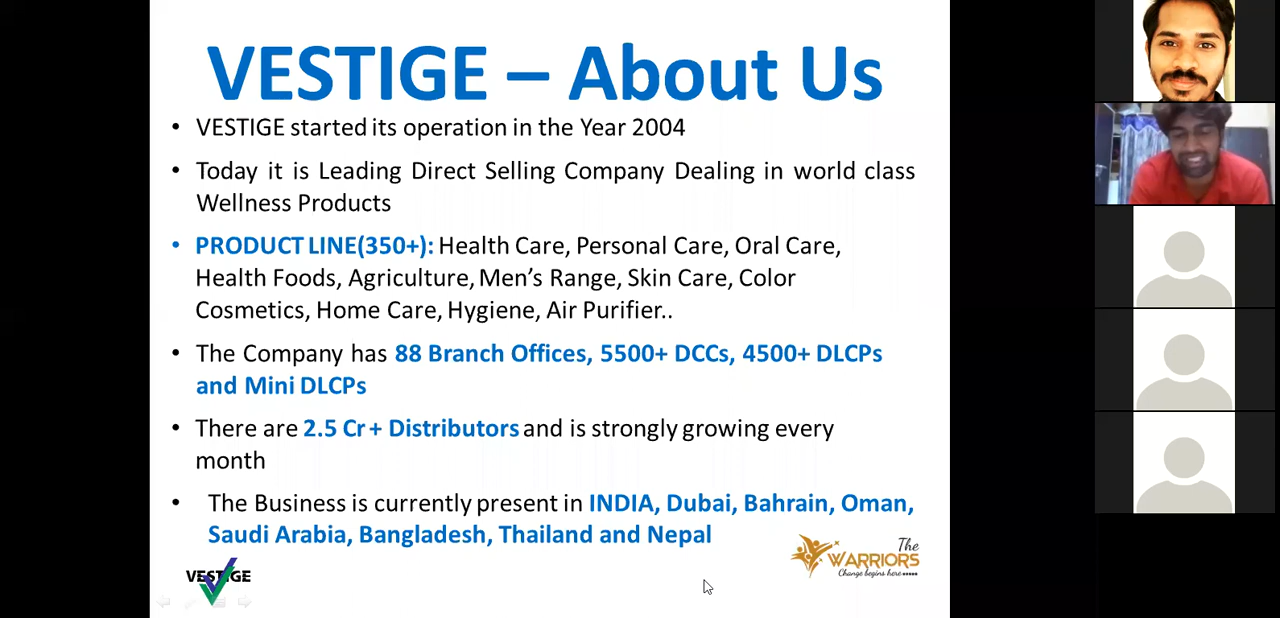 VESTIGE – About Us
• VESTIGE started its operation in the Year 2004
• Today it is Leading Direct Selling Company Dealing in world class
Wellness Products
• PRODUCT LINE(350+): Health Care, Personal Care, Oral Care,
Health Foods, Agriculture, Men's Range, Skin Care, Color
Cosmetics, Home Care, Hygiene, Air Purifier..
• The Company has 88 Branch Offices, 5500+ DCCs, 4500+ DLCPs
and Mini DLCPs
• There are 2.5 Cr+ Distributors and is strongly growing every
month
• The Business is currently present in INDIA, Dubai, Bahrain, Oman,
Saudi Arabia, Bangladesh, Thailand and Nepal
The
WARRIORS
Change begins here •••••
VESTIGE